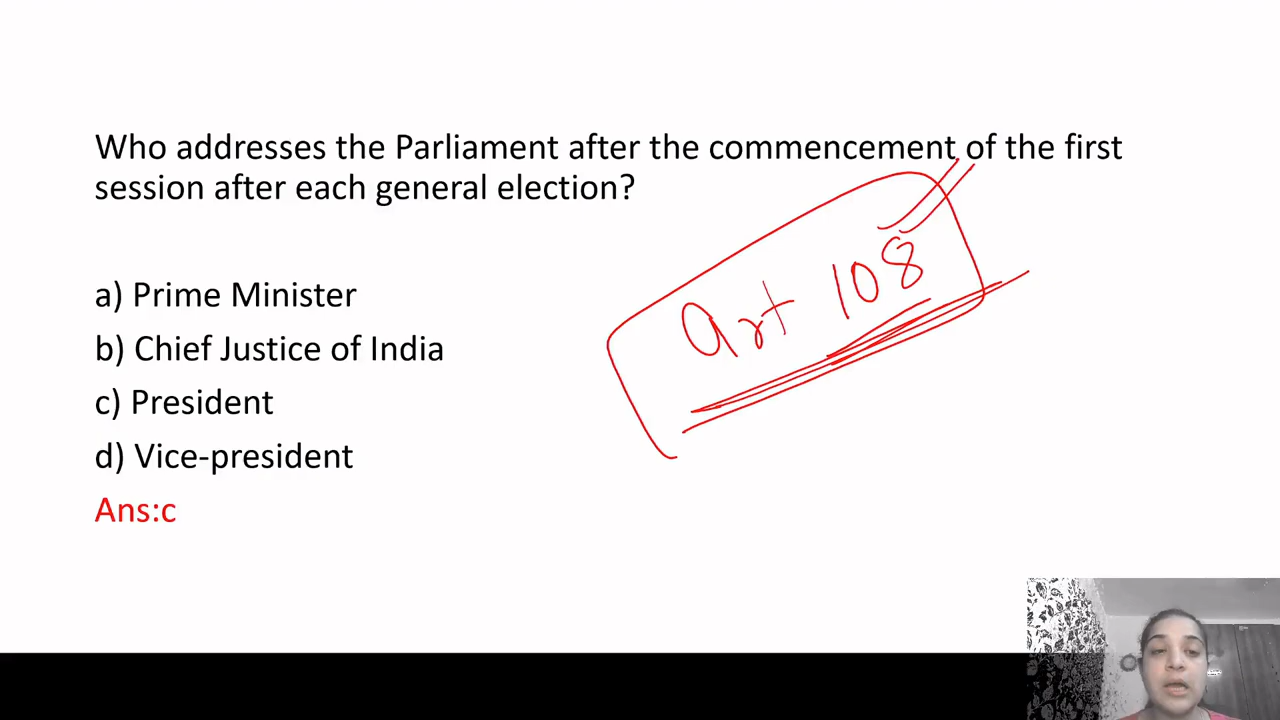 Who addresses the Parliament after the commencement of the first
session after each general election?
Art 108
a) Prime Minister
b) Chief Justice of India
c) President
d) Vice-president
Ans:c